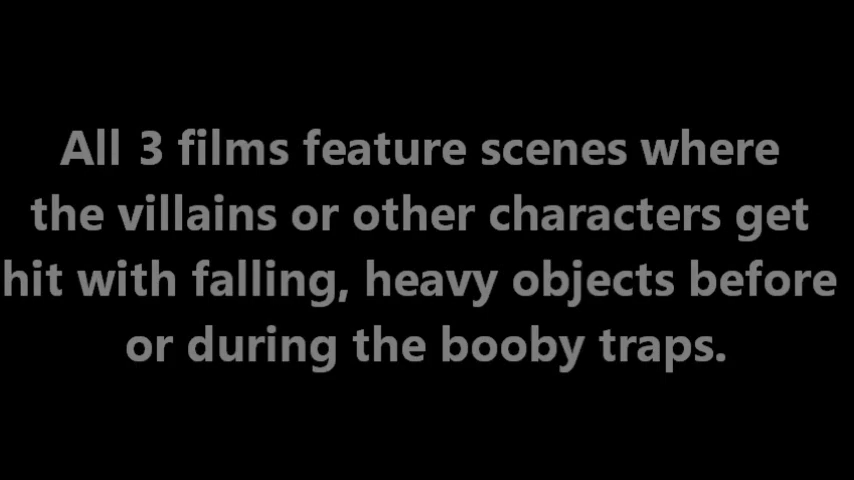 All 3 films feature scenes where
the villains or other characters get
hit with falling, heavy objects before
or during the booby traps.